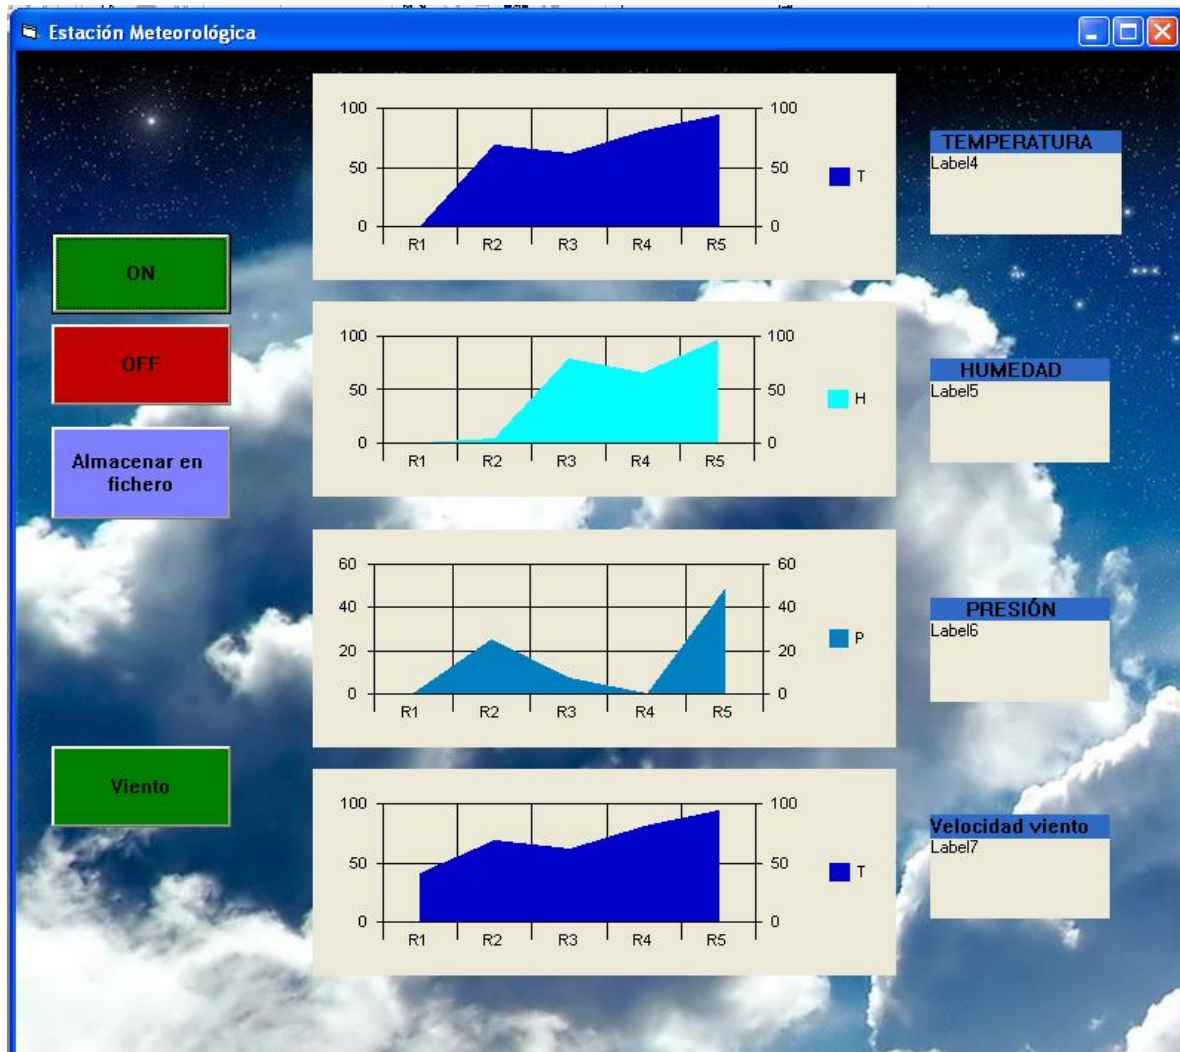 Estación Meteorológica
100
50
0
100
50
0
R1 R2 R3 R4 R5
T
TEMPERATURA
Label4
ON
OFF
Almacenar en
fichero
100
50
0
100
50
0
R1 R2 R3 R4 R5
H
HUMEDAD
Label5
60
40
20
0
60
40
20
0
R1 R2 R3 R4 R5
P
PRESIÓN
Label6
Viento
100
50
0
100
50
0
R1 R2 R3 R4 R5
T
Velocidad viento
Label7